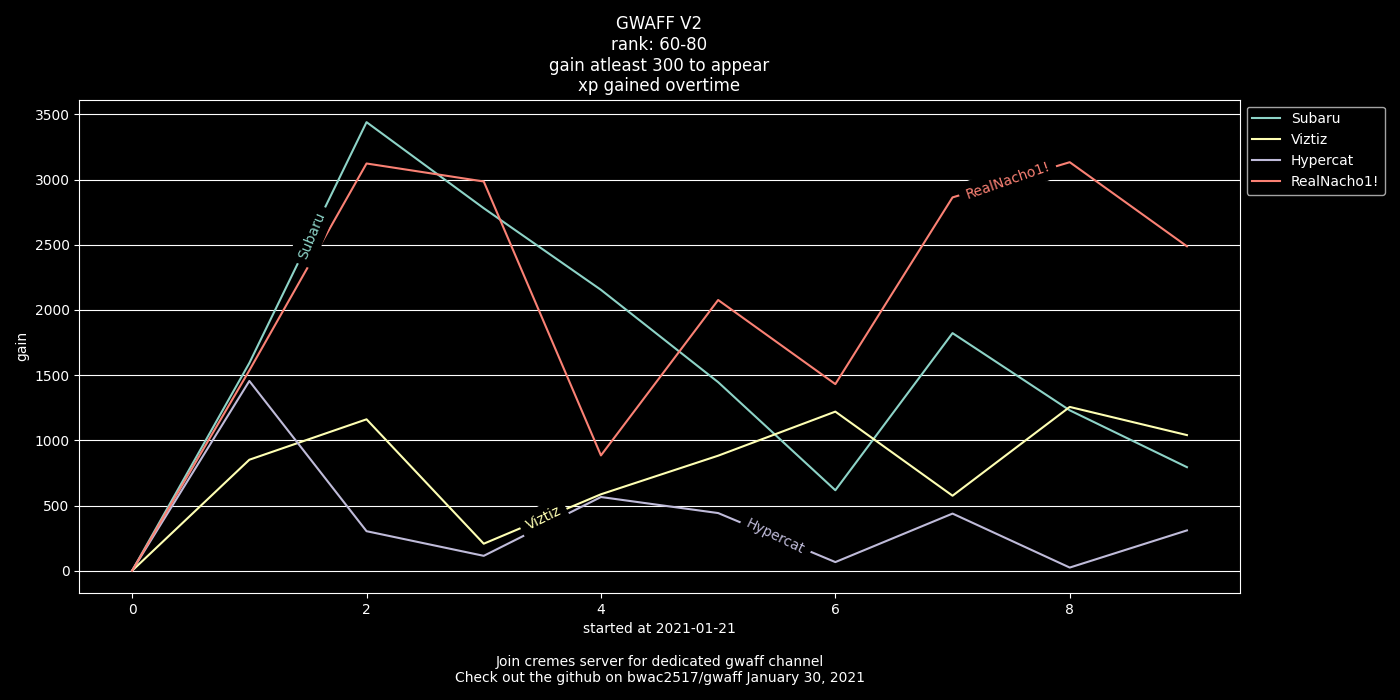 GWAFF V2
rank: 60-80
gain atleast 300 to appear
xp gained overtime
3500
3000
2500
2000
1500
1000
500
0
gain
Subaru
Viztiz
Hypercat
RealNacho1!
Subaru
Viztiz
Hypercat
RealNacho1!
0 2 4 6 8
started at 2021-01-21
Join cremes server for dedicated gwaff channel
Check out the github on bwac2517/gwaff January 30, 2021